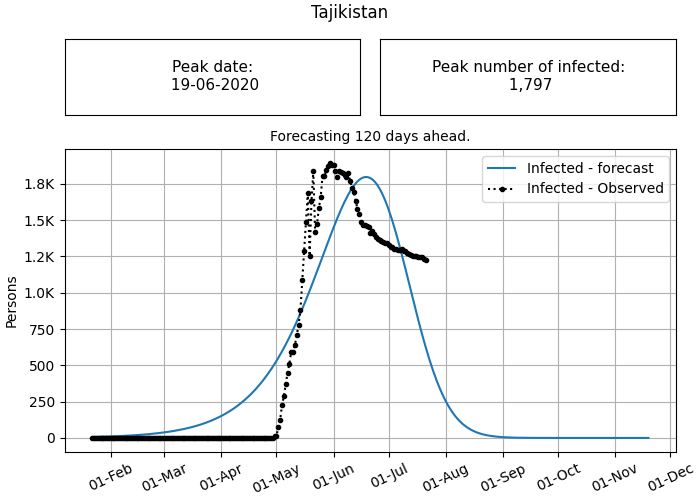 Tajikistan
Peak date:
19-06-2020
Peak number of infected:
1,797
Forecasting 120 days ahead.
Infected - forecast
Infected - Observed
Persons
1.8K
1.5K
1.2K
1.0K
750
500
250
0
01-Feb
01-Mar
01-Apr
01-May
01-Jun
01-Jul
01-Aug
01-Sep
01-Oct
01-Nov
01-Dec